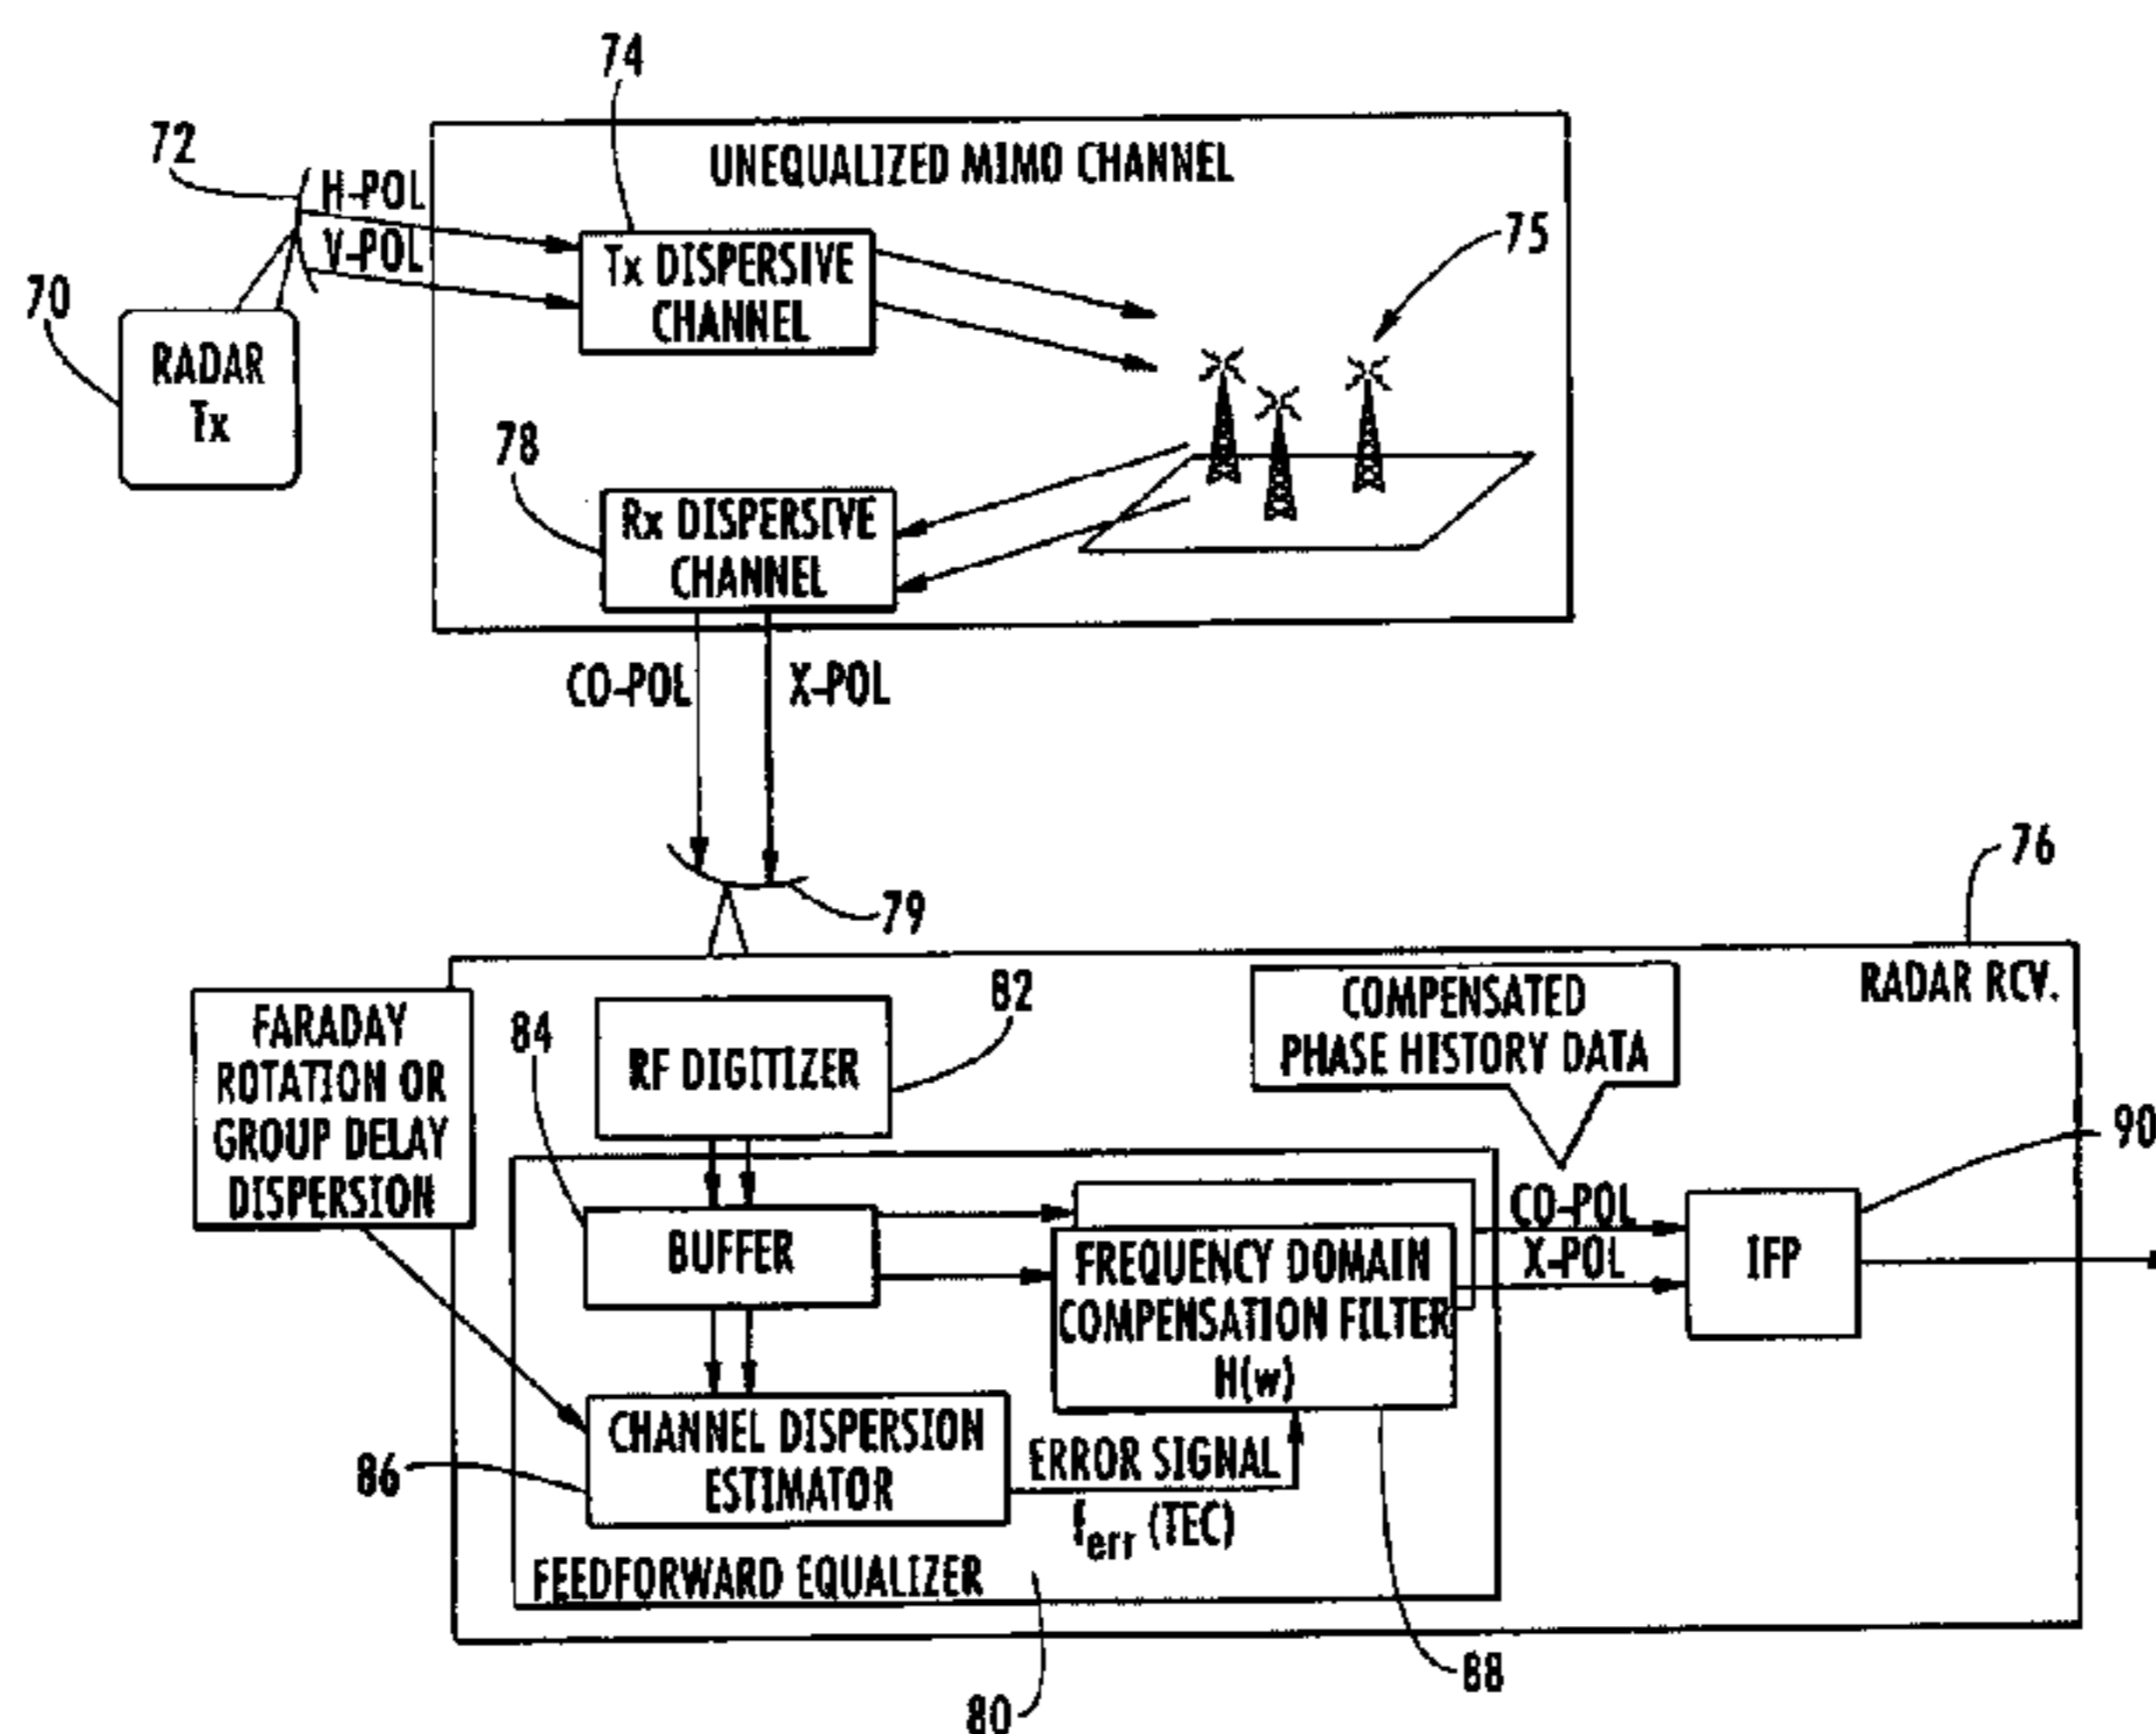 74
72
UNEQUALIZED MIMO CHANNEL
H-POL
V-POL
75
70
Tx DISPERSIVE
CHANNEL
RADAR
Tx
78
Rx DISPERSIVE
CHANNEL
CO-POL
X-POL
79
76
RADAR RCV.
FARADAY
ROTATION OR
GROUP DELAY
DISPERSION
84
RF DIGITIZER
82
COMPENSATED
PHASE HISTORY DATA
90
BUFFER
FREQUENCY DOMAIN
COMPENSATION FILTER
H(w)
CO-POL
X-POL
IFP
86
CHANNEL DISPERSION
ESTIMATOR
ERROR SIGNAL
f_err (TEC)
FEEDFORWARD EQUALIZER
80
88